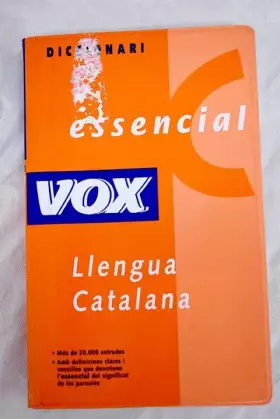 DICCIONARI
essencial
VOX
Llengua
Catalana
• Més de 20.000 entrades
• Amb definicions clares i
senzilles que descriuen
l'essencial del significat
de les paraules